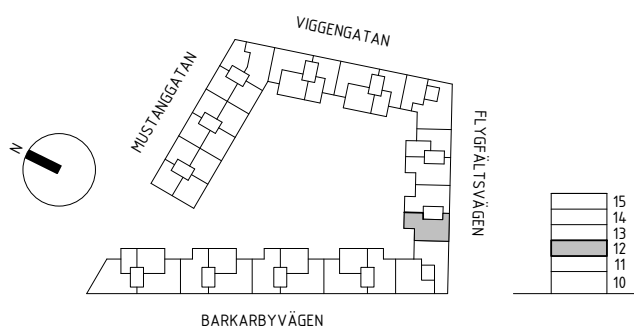 VIGGENGATAN
MUSTANGGATAN
FLYGFÄLTSVÄGEN
N
15
14
13
12
11
10
BARKARBYVÄGEN